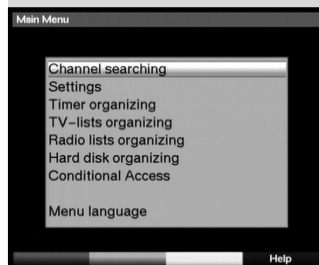 Main Menu
Channel searching
Settings
Timer organizing
TV-lists organizing
Radio lists organizing
Hard disk organizing
Conditional Access
Menu language
Help